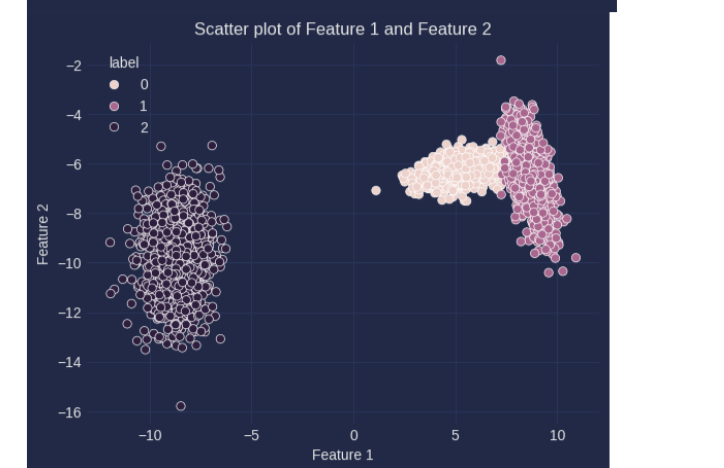 Scatter plot of Feature 1 and Feature 2
label
0
1
2
−2
−4
−6
−8
−10
−12
−14
−16
Feature 2
−10 −5 0 5 10
Feature 1